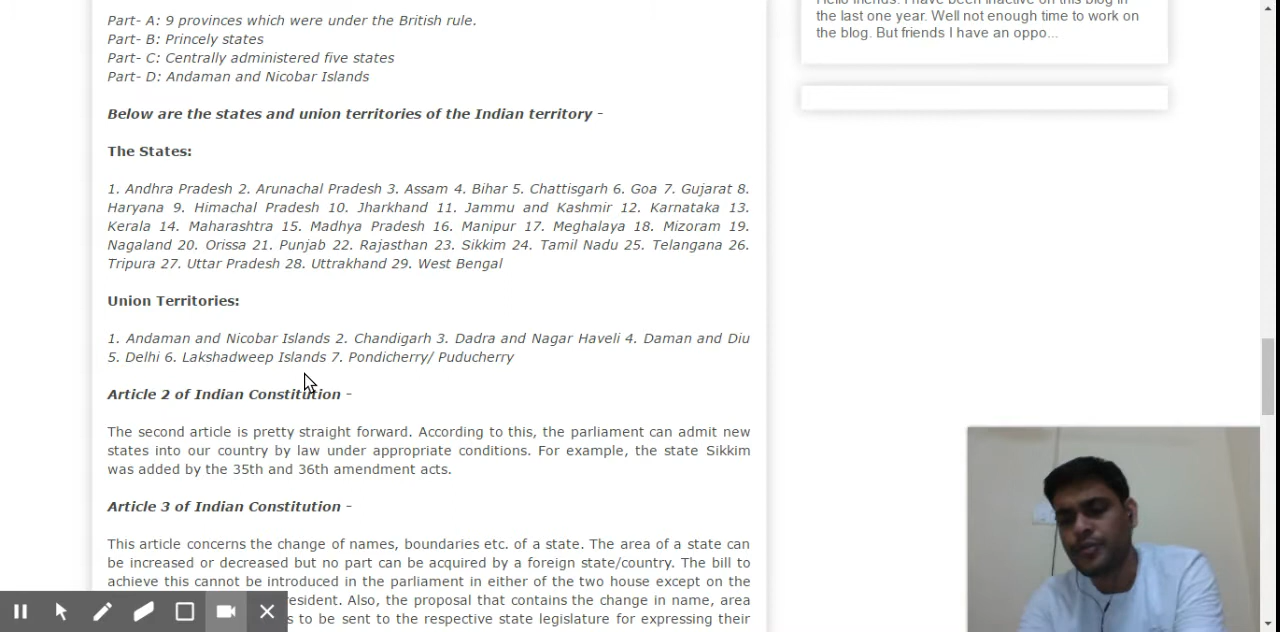 Part- A: 9 provinces which were under the British rule.
Part- B: Princely states
Part- C: Centrally administered five states
Part- D: Andaman and Nicobar Islands
Below are the states and union territories of the Indian territory -
The States:
1. Andhra Pradesh 2. Arunachal Pradesh 3. Assam 4. Bihar 5. Chattisgarh 6. Goa 7. Gujarat 8.
Haryana 9. Himachal Pradesh 10. Jharkhand 11. Jammu and Kashmir 12. Karnataka 13.
Kerala 14. Maharashtra 15. Madhya Pradesh 16. Manipur 17. Meghalaya 18. Mizoram 19.
Nagaland 20. Orissa 21. Punjab 22. Rajasthan 23. Sikkim 24. Tamil Nadu 25. Telangana 26.
Tripura 27. Uttar Pradesh 28. Uttrakhand 29. West Bengal
Union Territories:
1. Andaman and Nicobar Islands 2. Chandigarh 3. Dadra and Nagar Haveli 4. Daman and Diu
5. Delhi 6. Lakshadweep Islands 7. Pondicherry/ Puducherry
Article 2 of Indian Constitution -
The second article is pretty straight forward. According to this, the parliament can admit new
states into our country by law under appropriate conditions. For example, the state Sikkim
was added by the 35th and 36th amendment acts.
Article 3 of Indian Constitution -
This article concerns the change of names, boundaries etc. of a state. The area of a state can
be increased or decreased but no part can be acquired by a foreign state/country. The bill to
achieve this cannot be introduced in the parliament in either of the two house except on the
resident. Also, the proposal that contains the change in name, area
s to be sent to the respective state legislature for expressing their
Hello friends. I have been inactive on this blog in
the last one year. Well not enough time to work on
the blog. But friends I have an oppo...